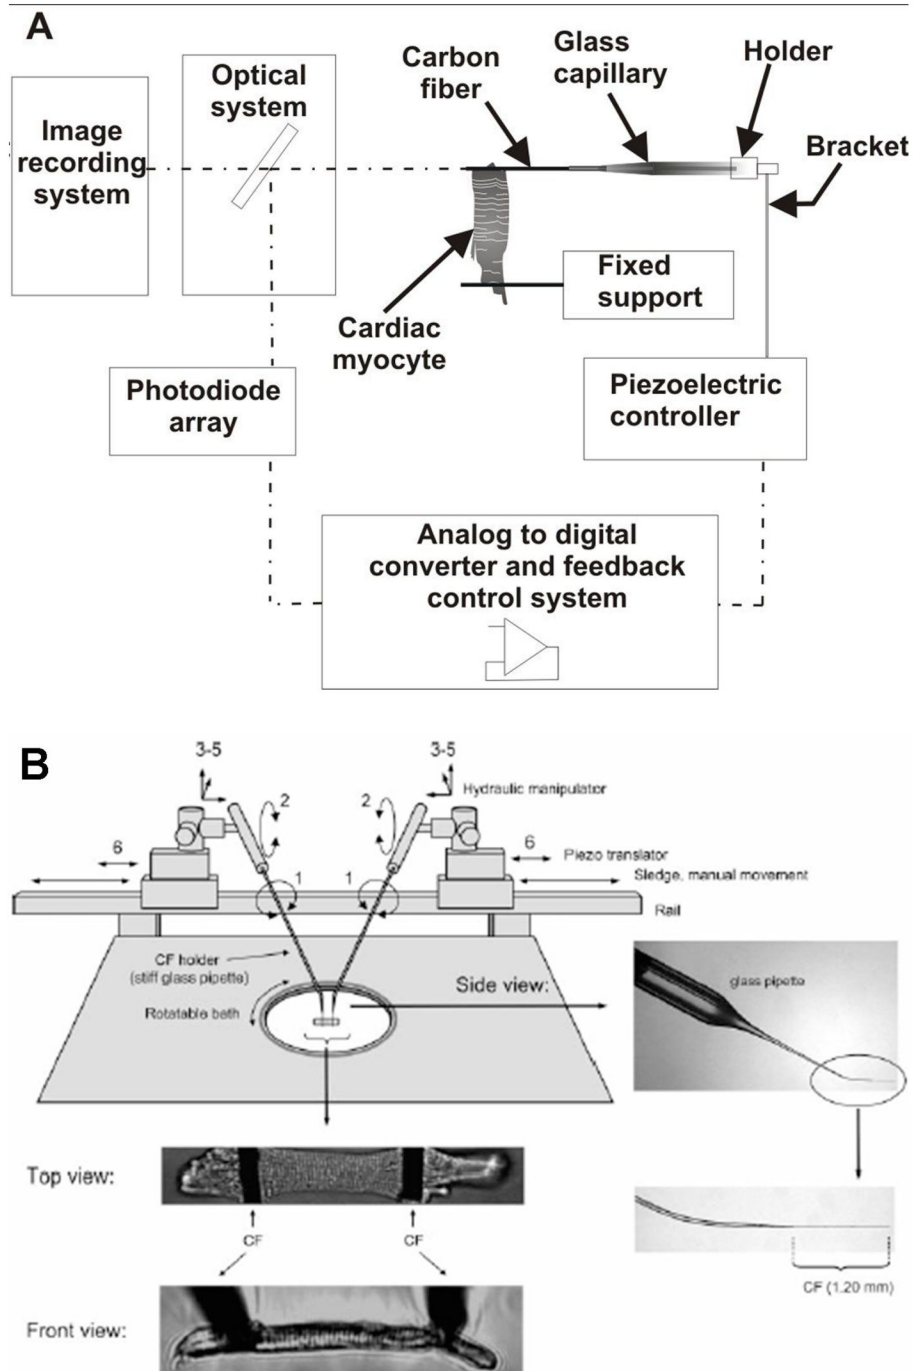 A
Image
recording
system
Optical
system
Carbon
fiber
Glass
capillary
Holder
Bracket
Cardiac
myocyte
Fixed
support
Photodiode
array
Piezoelectric
controller
Analog to digital
converter and feedback
control system
B
3-5
3-5
Hydraulic manipulator
2
2
6
6
Piezo translator
Sledge, manual movement
1
1
Rail
CF holder
(stiff glass pipette)
Side view:
glass pipette
Rotatable bath
Top view:
CF
CF
CF (1.20 mm)
Front view: